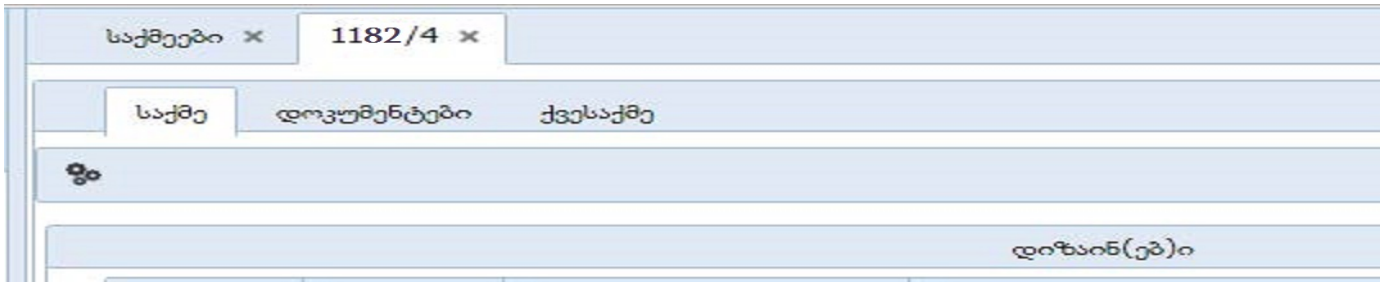 საქმეები × 1182/4 ×
საქმე დოკუმენტები ქვესაქმე
დიზაინ(ებ)ი